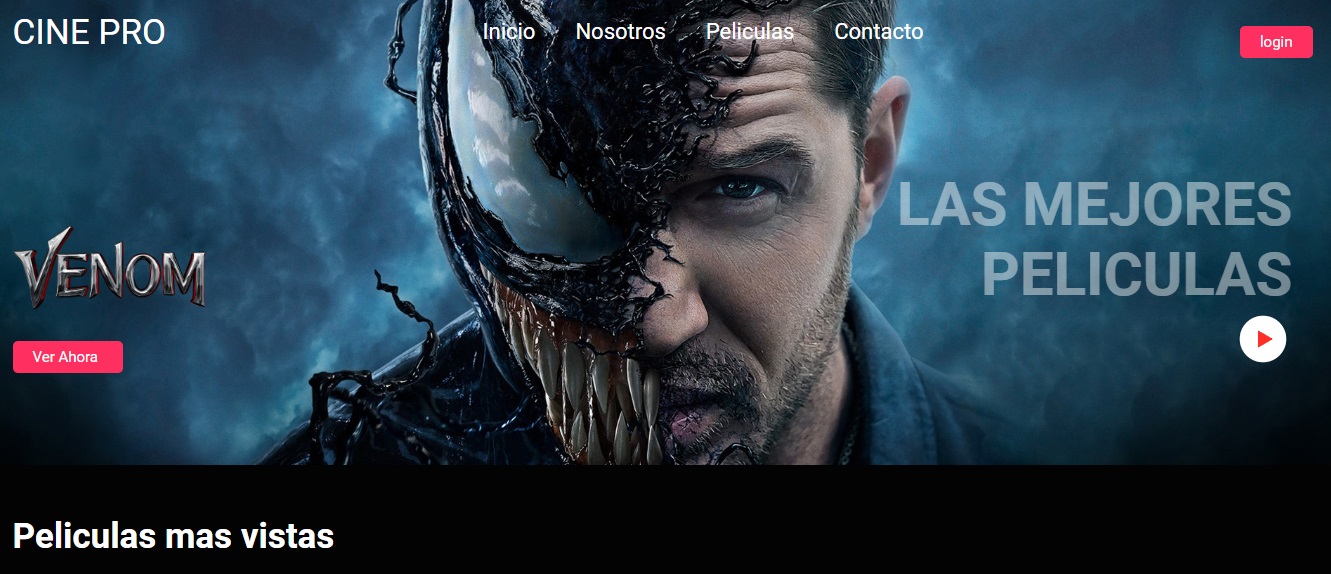 CINE PRO
Inicio Nosotros Peliculas Contacto
login
LAS MEJORES
PELICULAS
VENOM
Ver Ahora
Peliculas mas vistas